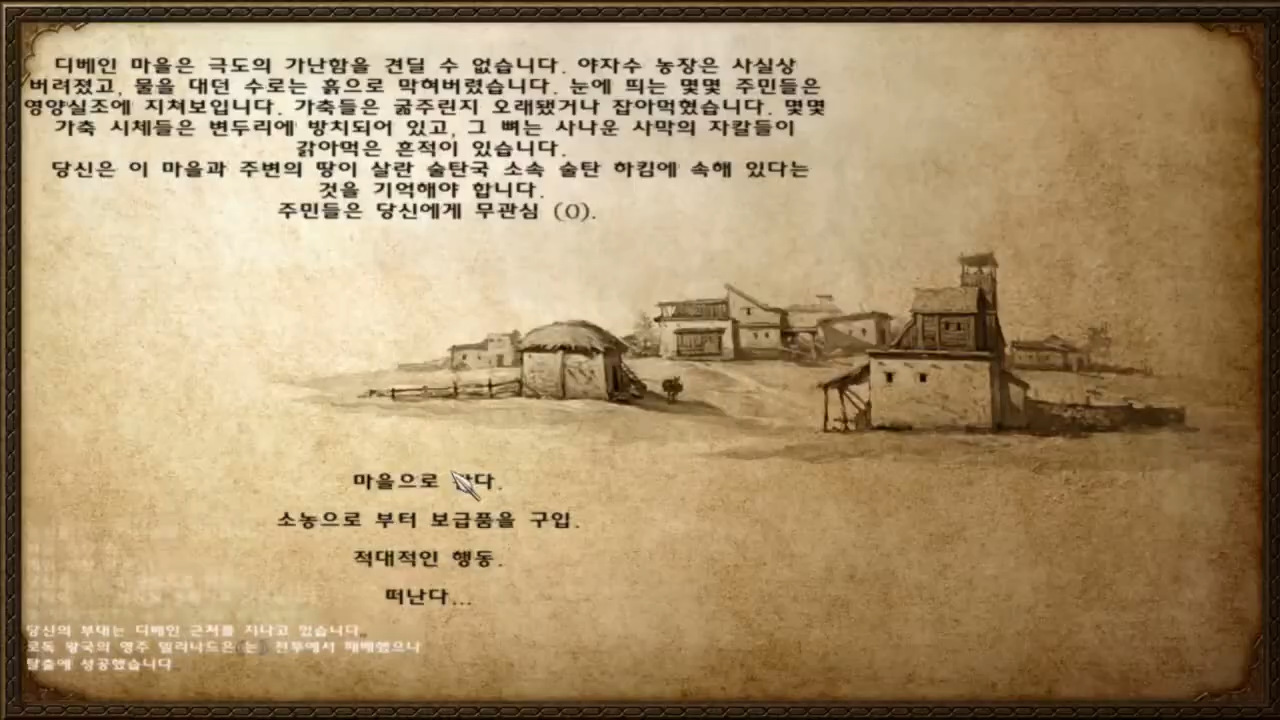 디베인 마을은 극도의 가난함을 견딜 수 없습니다. 야자수 농장은 사실상
버려졌고, 물을 대던 수로는 흙으로 막혀버렸습니다. 눈에 띄는 몇몇 주민들은
영양실조에 지쳐보입니다. 가축들은 굶주린지 오래됐거나 잡아먹혔습니다. 몇몇
가축 시체들은 변두리에 방치되어 있고, 그 뼈는 사나운 사막의 자칼들이
갉아먹은 흔적이 있습니다.
당신은 이 마을과 주변의 땅이 살란 술탄국 소속 술탄 하킴에 속해 있다는
것을 기억해야 합니다.
주민들은 당신에게 무관심 (0).
마을으로
소농으로 부터 보급품을 구입.
적대적인 행동.
떠난다...
당신의 부대는 디베인 근처를 지나고 있습니다.
로독 왕국의 영주 델리나드은(는) 전투에서 패배했으나
탈출에 성공했습니다.